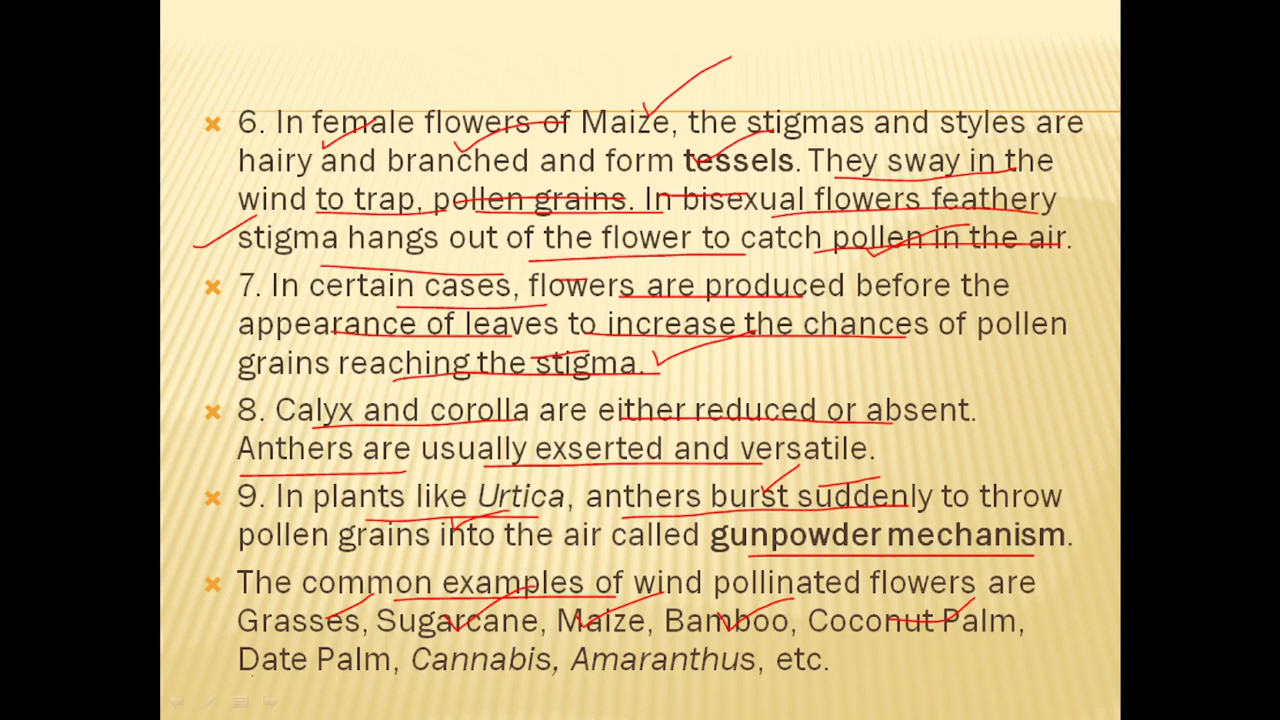 6. In female flowers of Maize, the stigmas and styles are
hairy and branched and form tessels. They sway in the
wind to trap, pollen grains. In bisexual flowers feathery
stigma hangs out of the flower to catch pollen in the air.
7. In certain cases, flowers are produced before the
appearance of leaves to increase the chances of pollen
grains reaching the stigma.
8. Calyx and corolla are either reduced or absent.
Anthers are usually exserted and versatile.
9. In plants like Urtica, anthers burst suddenly to throw
pollen grains into the air called gunpowder mechanism.
The common examples of wind pollinated flowers are
Grasses, Sugarcane, Maize, Bamboo, Coconut Palm,
Date Palm, Cannabis, Amaranthus, etc.